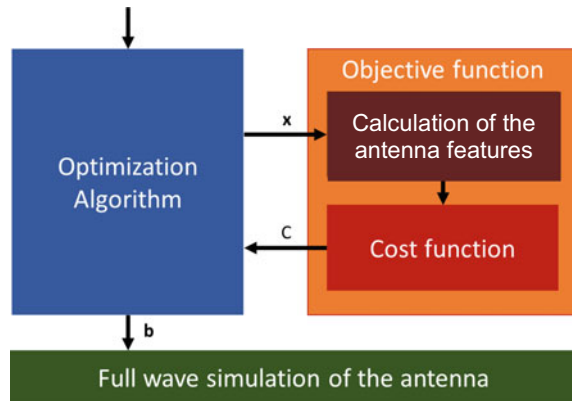 Objective function
Calculation of the
antenna features
x
Optimization
Algorithm
C
Cost function
b
Full wave simulation of the antenna